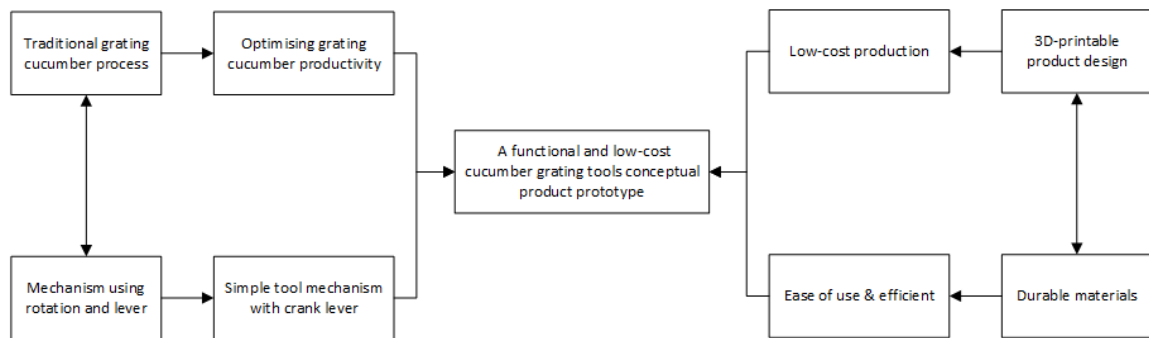 Traditional grating
cucumber process
Optimising grating
cucumber productivity
Low-cost production
3D-printable
product design
A functional and low-cost
cucumber grating tools conceptual
product prototype
Mechanism using
rotation and lever
Simple tool mechanism
with crank lever
Ease of use & efficient
Durable materials